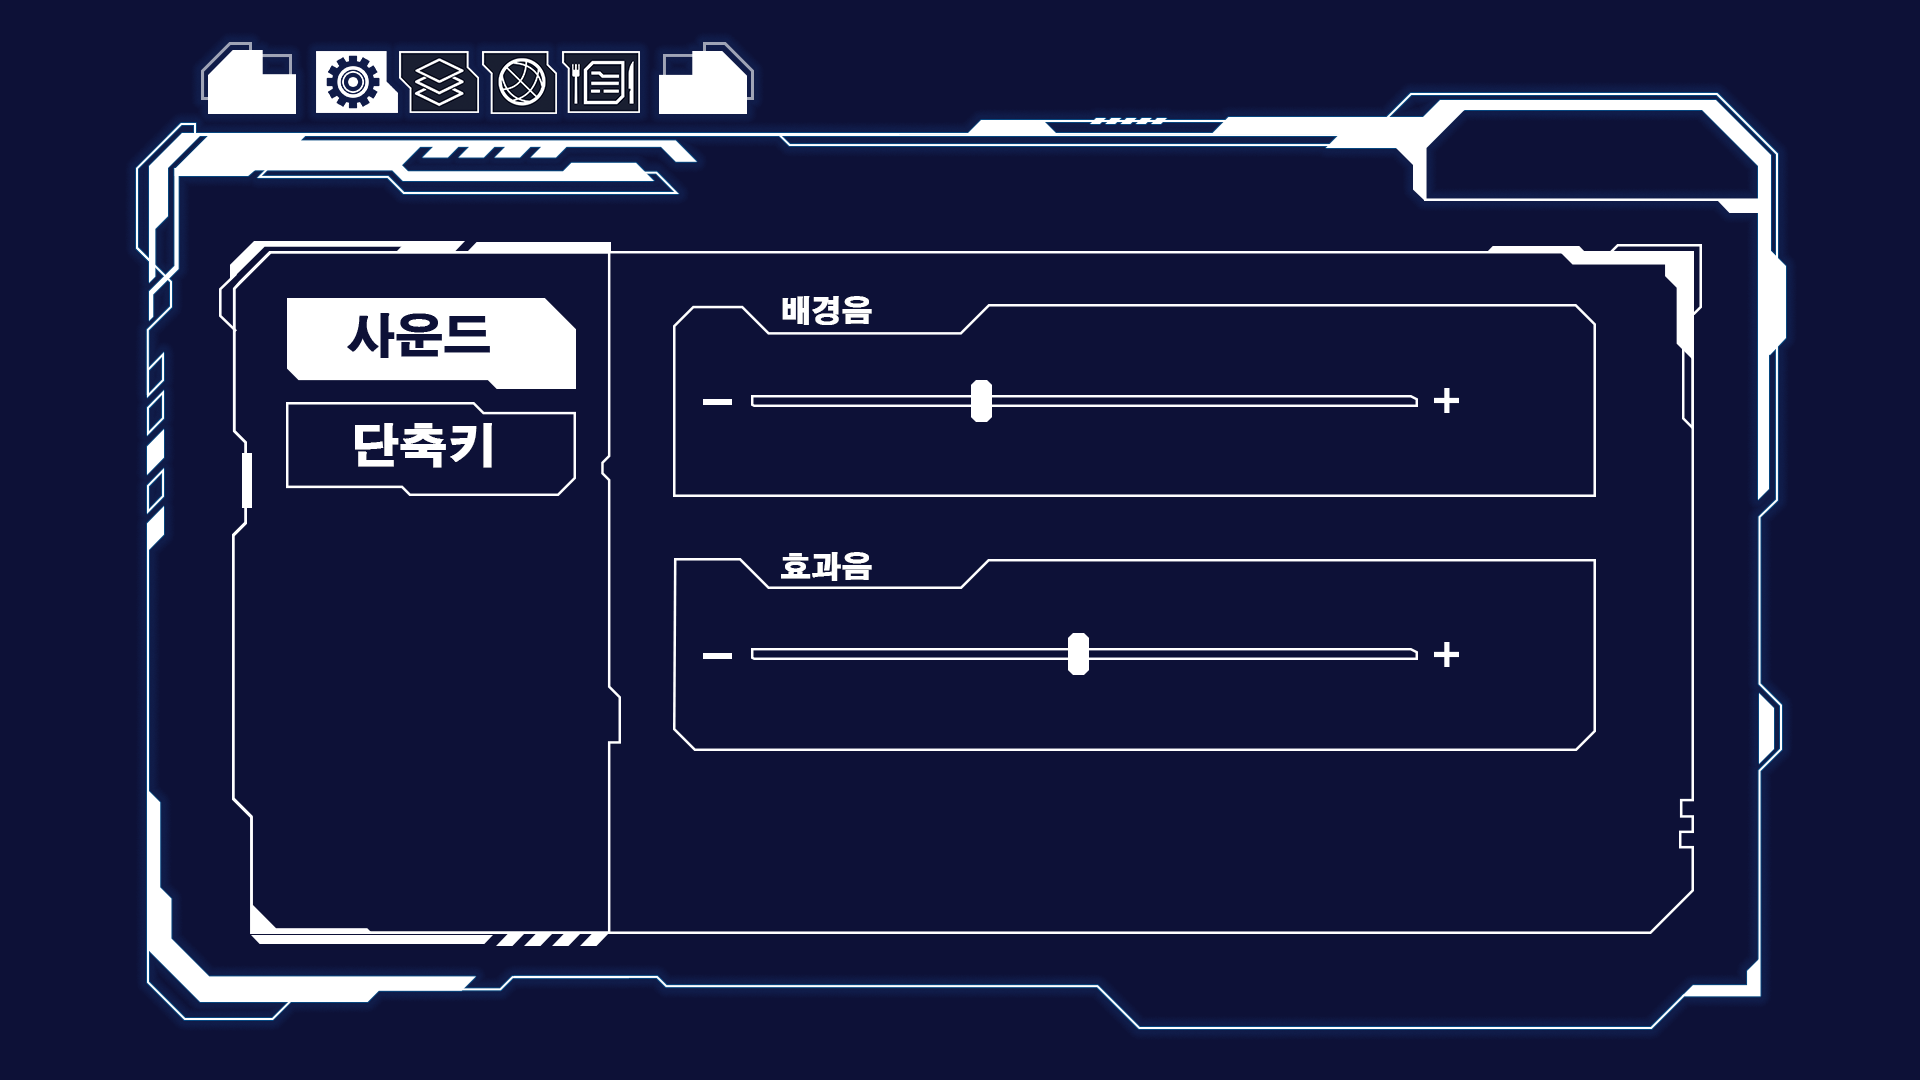 사운드
단축키
배경음
– +
효과음
– +